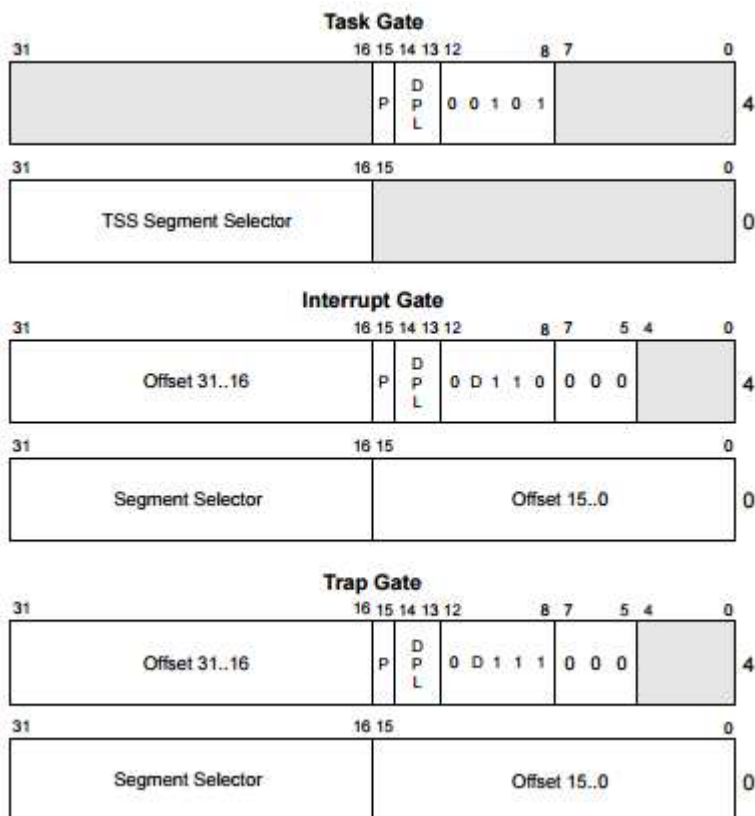 Task Gate
31 16 15 14 13 12 8 7 0
P D P L 0 0 1 0 1 4
31 16 15 0
TSS Segment Selector 0
Interrupt Gate
31 16 15 14 13 12 8 7 5 4 0
Offset 31..16 P D P L 0 D 1 1 0 0 0 0 4
31 16 15 0
Segment Selector Offset 15..0 0
Trap Gate
31 16 15 14 13 12 8 7 5 4 0
Offset 31..16 P D P L 0 D 1 1 1 0 0 0 4
31 16 15 0
Segment Selector Offset 15..0 0